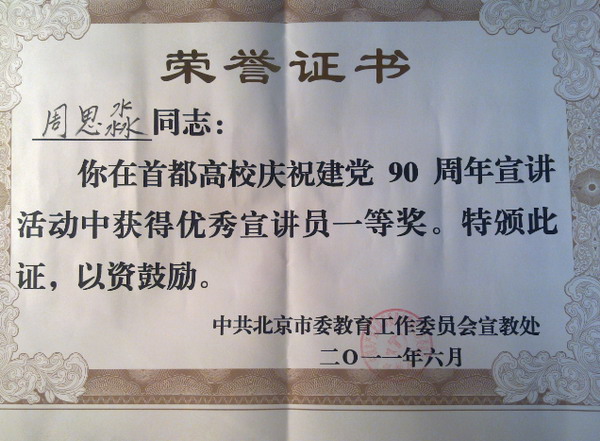 荣誉证书
周思淼同志：
你在首都高校庆祝建党 90 周年宣讲
活动中获得优秀宣讲员一等奖。特颁此
证，以资鼓励。
中共北京市委教育工作委员会宣教处
二〇一一年六月